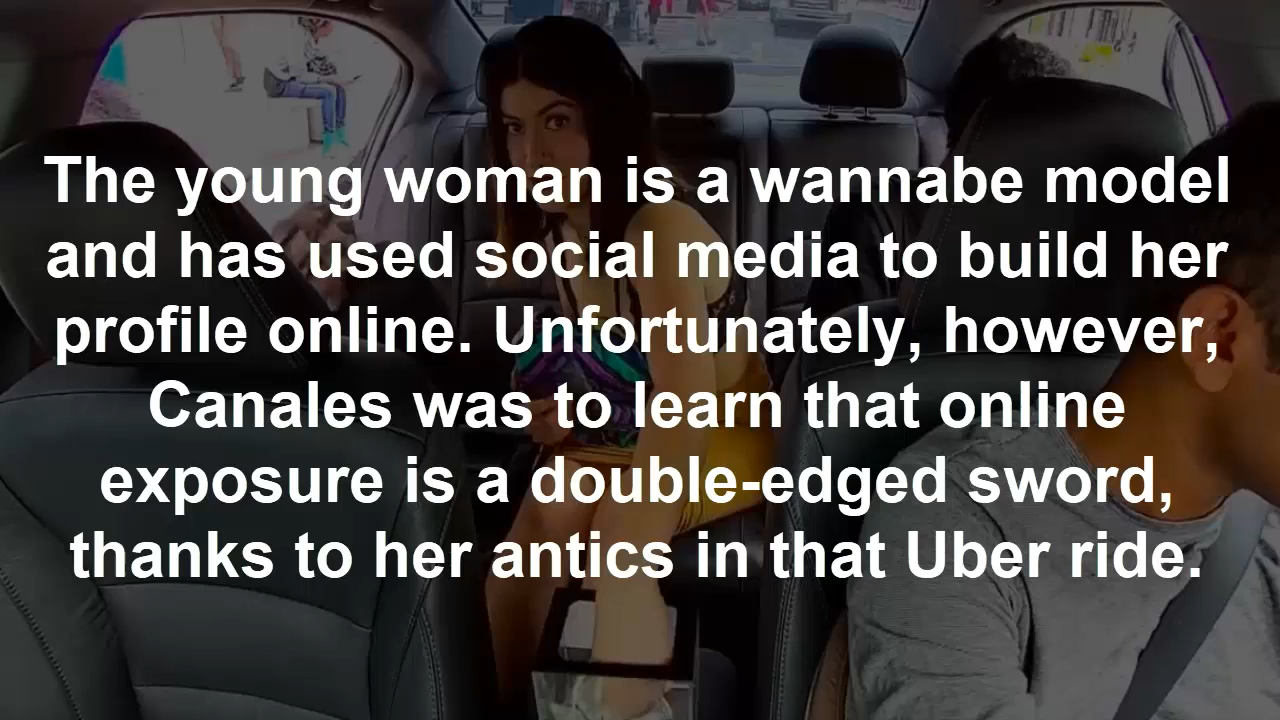 The young woman is a wannabe model
and has used social media to build her
profile online. Unfortunately, however,
Canales was to learn that online
exposure is a double-edged sword,
thanks to her antics in that Uber ride.